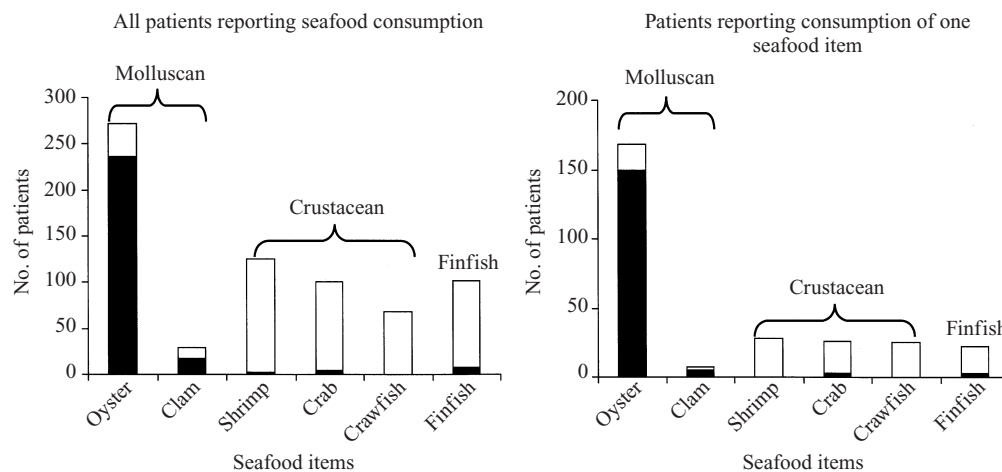 All patients reporting seafood consumption
Molluscan
300
250
200
150
100
50
0
No. of patients
Crustacean
Finfish
Oyster
Clam
Shrimp
Crab
Crawfish
Finfish
Seafood items
Patients reporting consumption of one
seafood item
Molluscan
200
150
100
50
0
No. of patients
Crustacean
Finfish
Oyster
Clam
Shrimp
Crab
Crawfish
Finfish
Seafood items